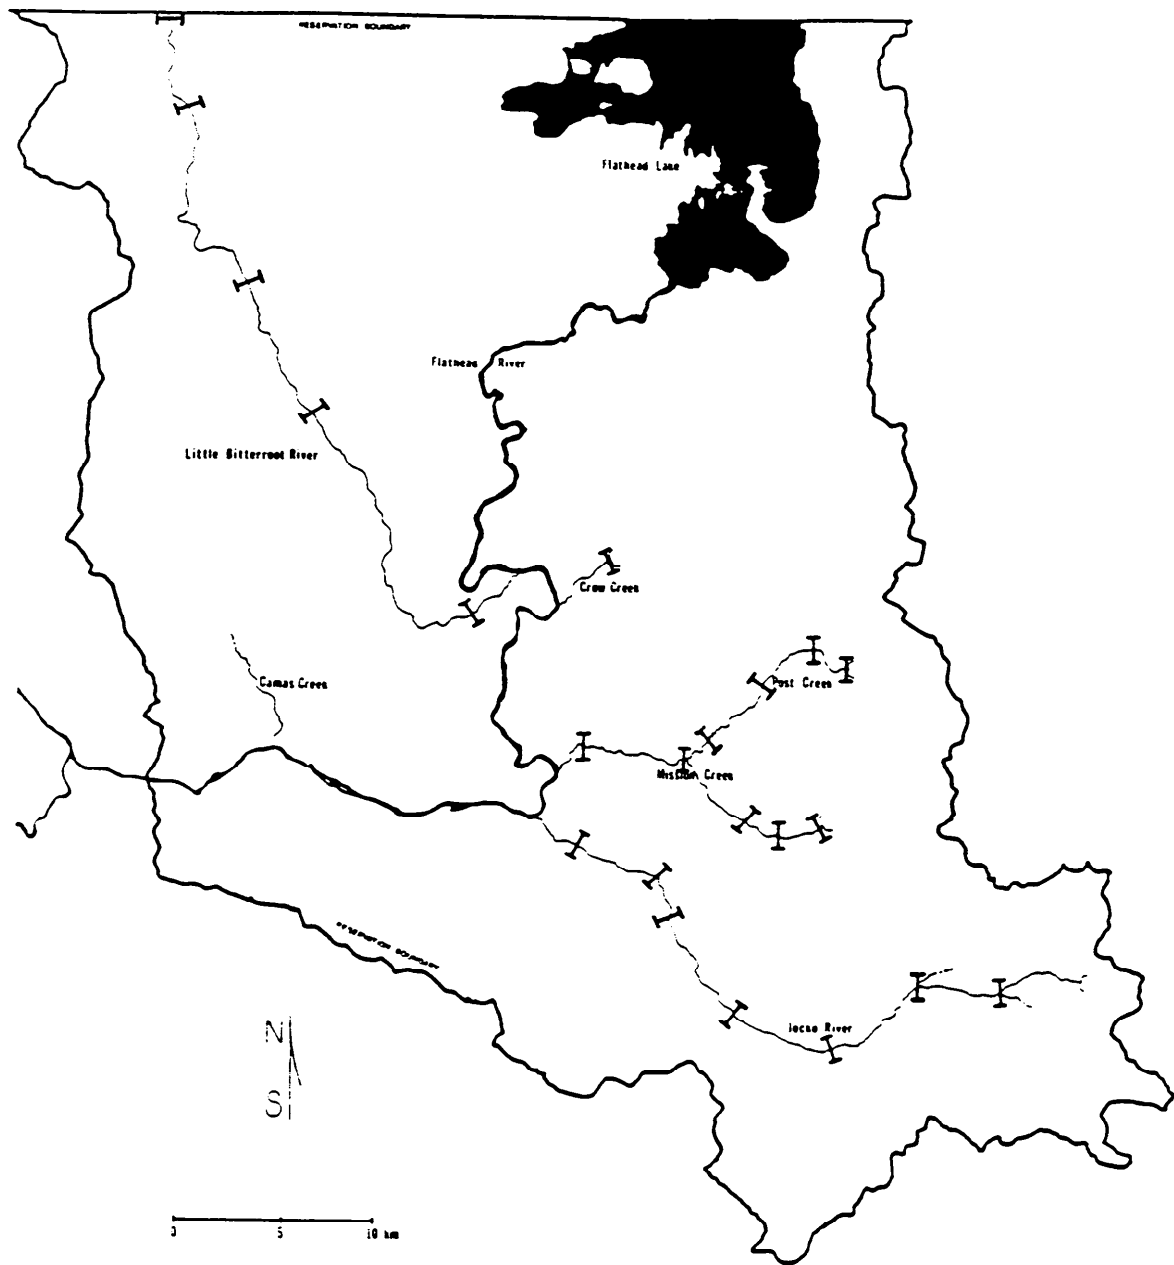 RESERVATION BOUNDARY
Flathead Lake
Flathead River
Little Bitterroot River
Crow Creek
Camas Creek
Post Creek
Mission Creek
RESERVATION BOUNDARY
Jocko River
N
S
0 5 10 km